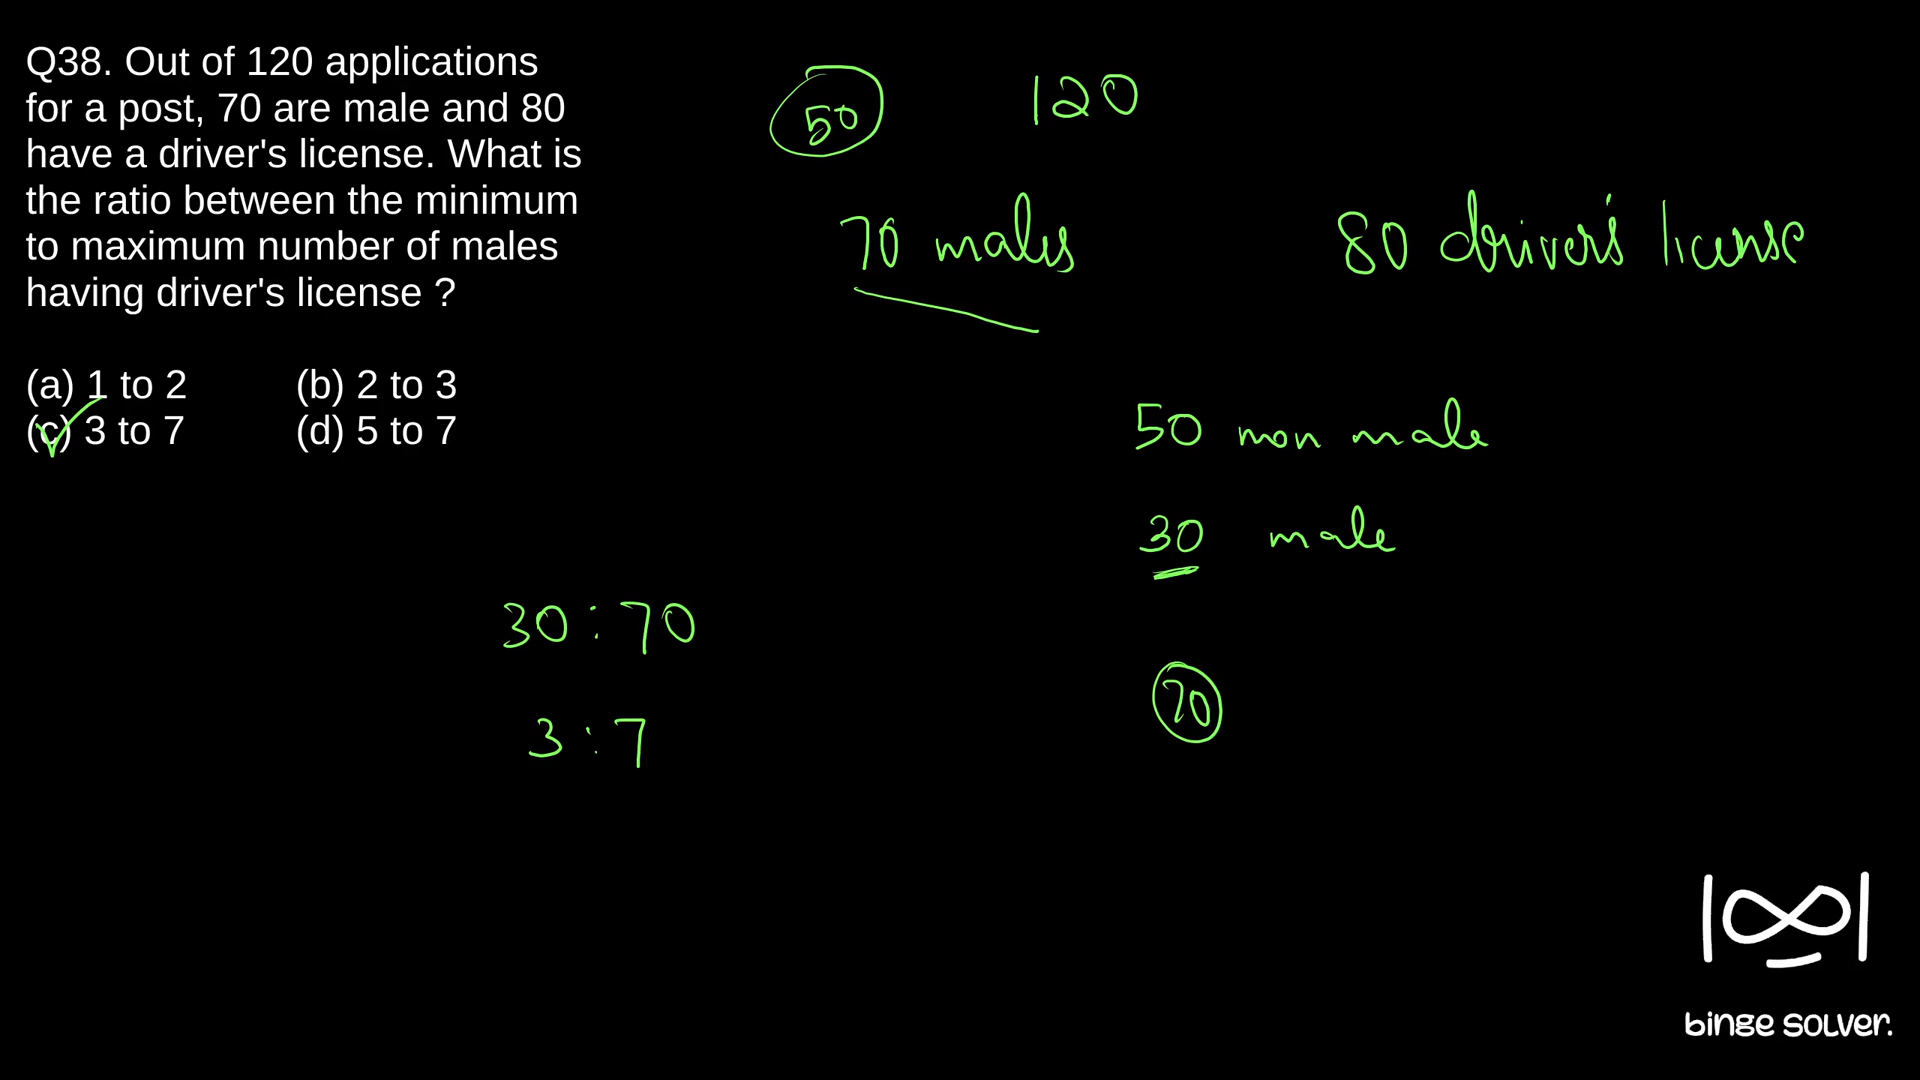 Q38. Out of 120 applications
for a post, 70 are male and 80
have a driver's license. What is
the ratio between the minimum
to maximum number of males
having driver's license ?
(a) 1 to 2 (b) 2 to 3
(c) 3 to 7 (d) 5 to 7
50 120
70 males 80 driver's license
50 non male
30 male
30 : 70
70
3 : 7
binge SOLVER.